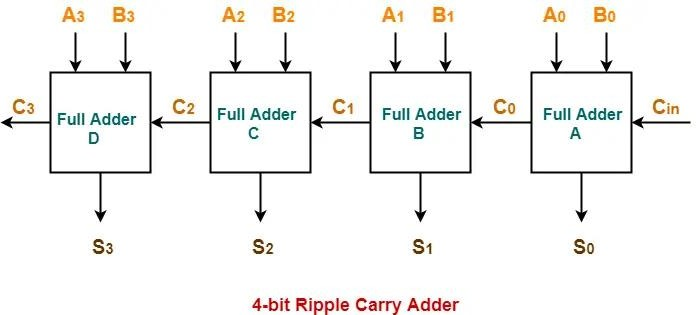 A3 B3 A2 B2 A1 B1 A0 B0
C3 Full Adder D C2 Full Adder C C1 Full Adder B C0 Full Adder A Cin
S3 S2 S1 S0
4-bit Ripple Carry Adder